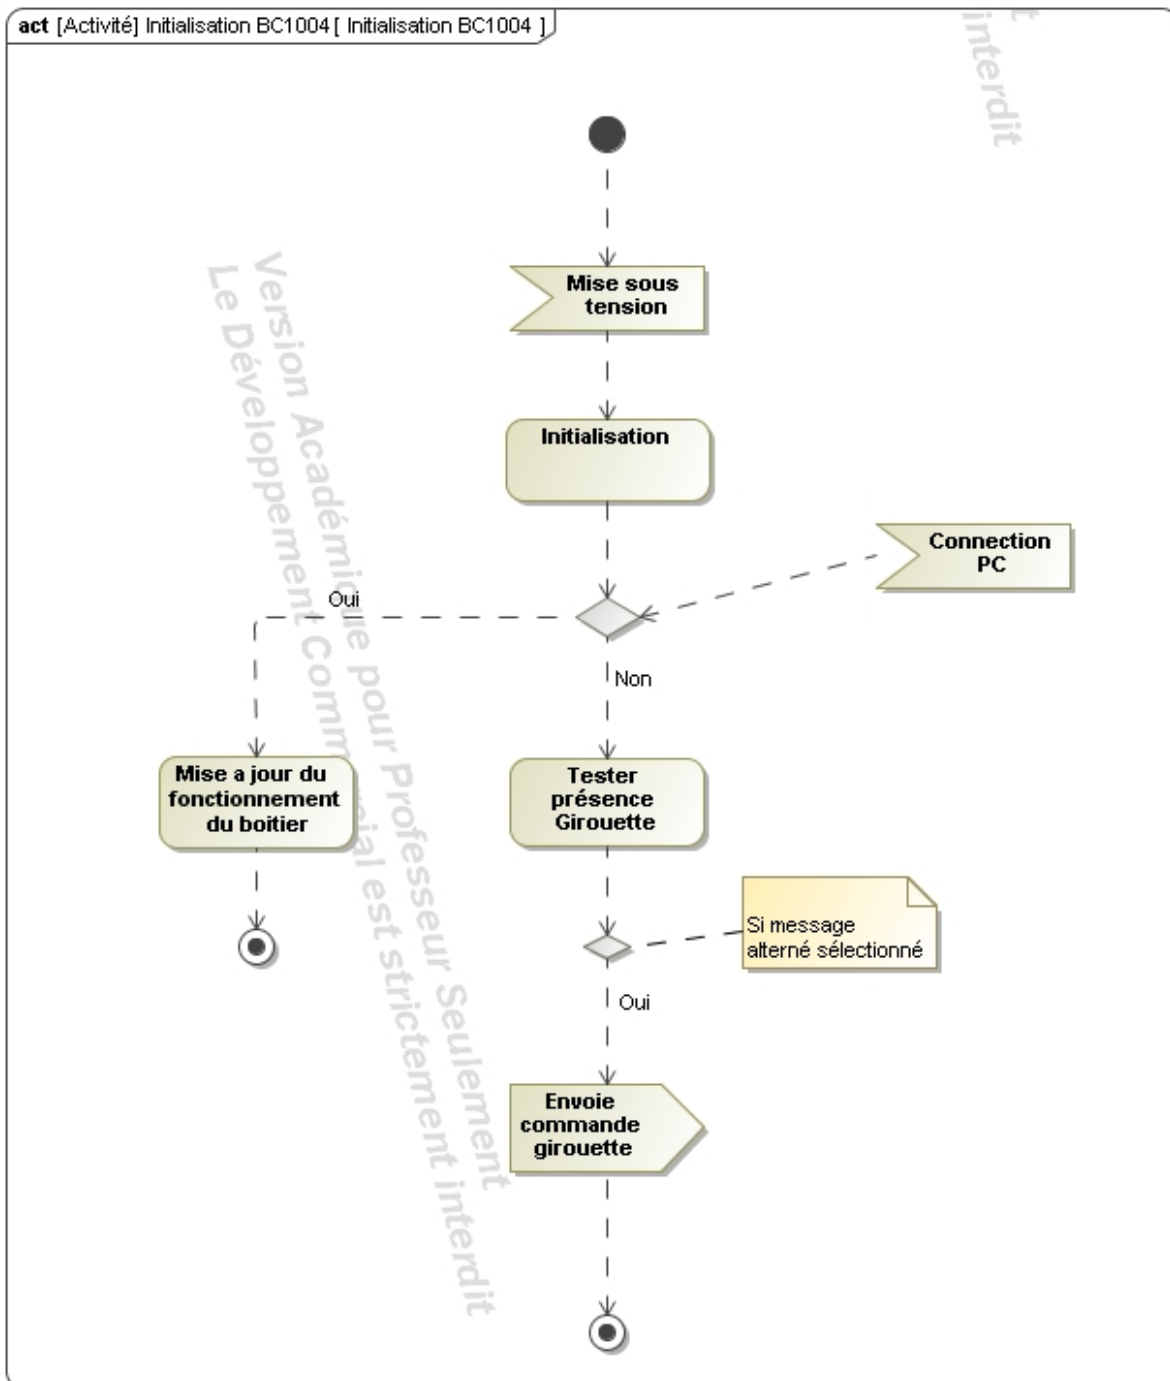 act [Activité] Initialisation BC1004 [ Initialisation BC1004 ]
interdit
Mise sous
tension
Version Académique pour Professeur Seulement
Le Développement Commercial est strictement interdit
Initialisation
Connection
PC
Oui
Non
Mise a jour du
fonctionnement
du boitier
Tester
présence
Girouette
Si message
alterné sélectionné
Oui
Envoie
commande
girouette